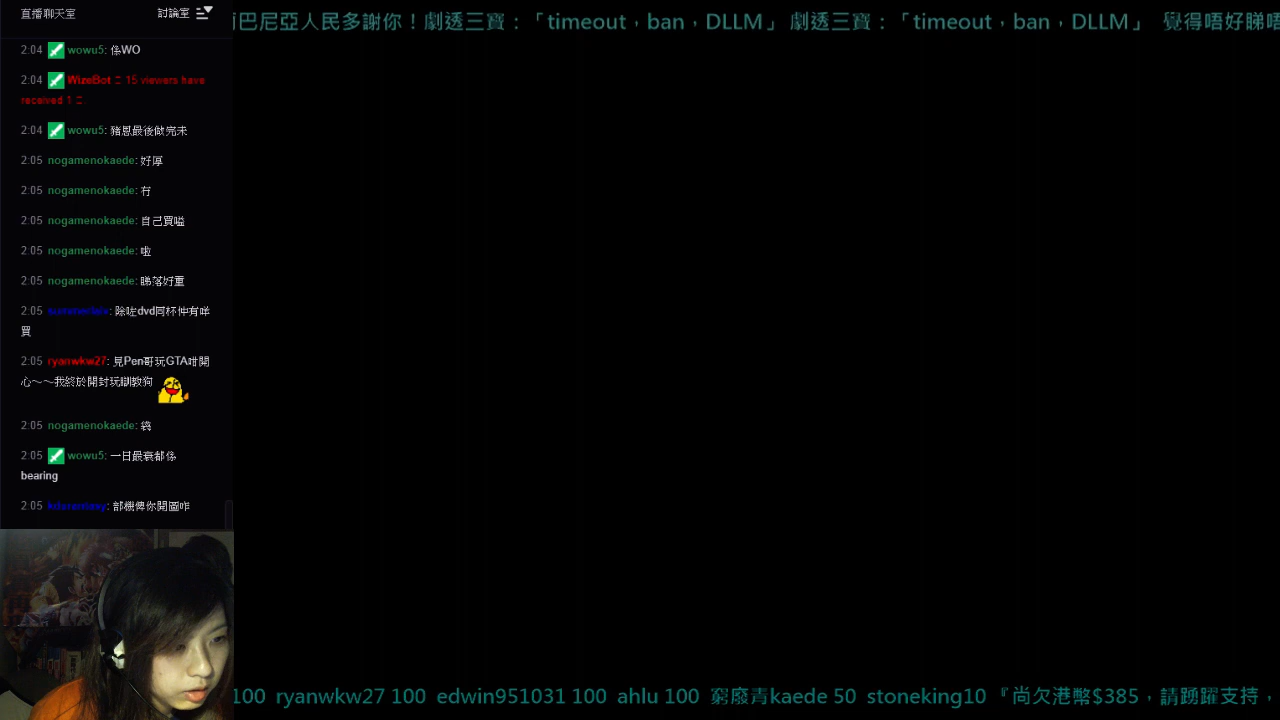 直播聊天室 討論室
巴尼亞人民多謝你！劇透三寶：「timeout，ban，DLLM」 劇透三寶：「timeout，ban，DLLM」 覺得唔好睇唔
2:04 wowu5: 係WO
2:04 WizeBot 15 viewers have
received 1
2:04 wowu5: 豬恩最後做完未
2:05 nogamenokaede: 好厚
2:05 nogamenokaede: 冇
2:05 nogamenokaede: 自己買嗌
2:05 nogamenokaede: 啦
2:05 nogamenokaede: 睇落好重
2:05 除咗dvd同杯仲有咩
買
2:05 ryanwkw27: 見Pen哥玩GTA咁開
心～～我終於開封玩
2:05 nogamenokaede:
2:05 wowu5: 一日最衰都係
bearing
2:05 部機俾你開圖咋
100 ryanwkw27 100 edwin951031 100 ahlu 100 窮廢青kaede 50 stoneking10 『尚欠港幣$385，請踴躍支持，